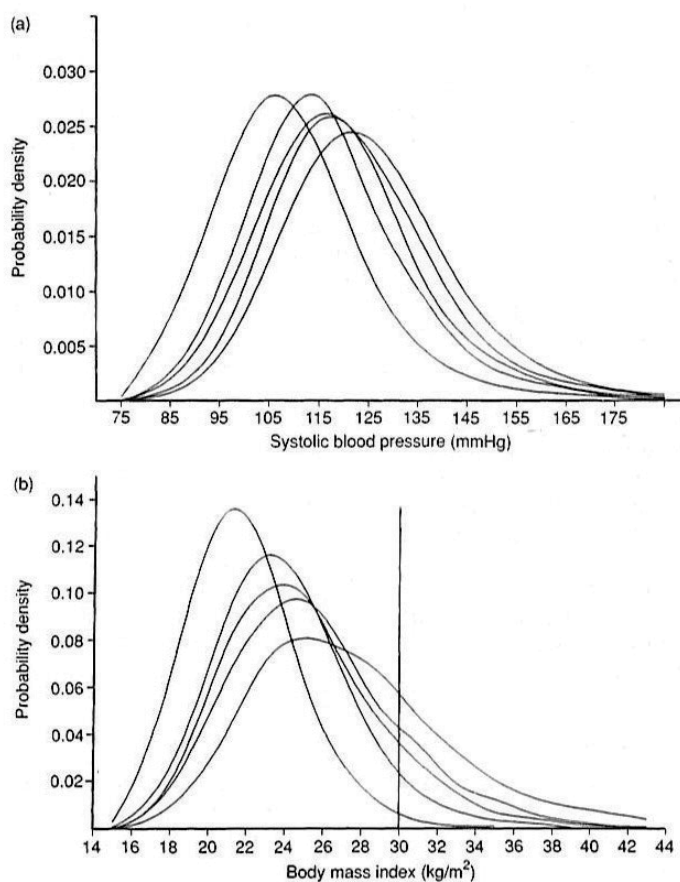 (a)
Probability density
0.030
0.025
0.020
0.015
0.010
0.005
75 85 95 105 115 125 135 145 155 165 175
Systolic blood pressure (mmHg)
(b)
Probability density
0.14
0.12
0.10
0.08
0.06
0.04
0.02
14 16 18 20 22 24 26 28 30 32 34 36 38 40 42 44
Body mass index (kg/m²)